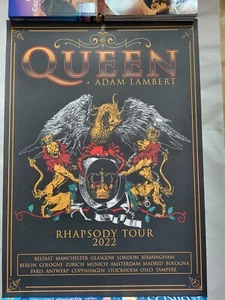 QUEEN
+ ADAM LAMBERT
RHAPSODY TOUR
2022
BELFAST MANCHESTER GLASGOW LONDON BIRMINGHAM
BERLIN COLOGNE ZURICH MUNICH AMSTERDAM MADRID BOLOGNA
PARIS ANTWERP COPENHAGEN STOCKHOLM OSLO TAMPERE